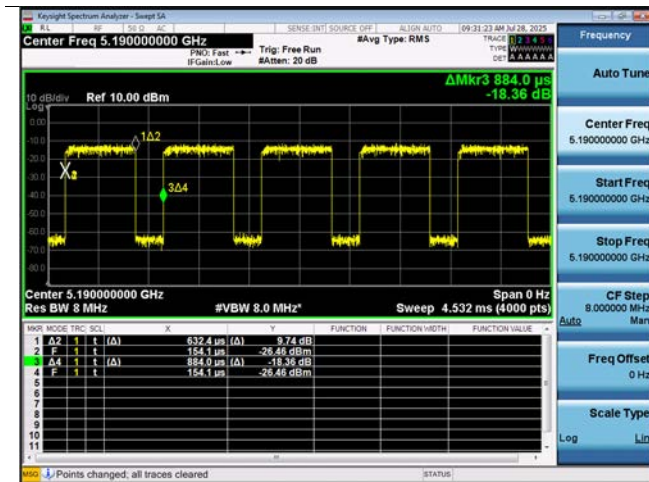 Keysight Spectrum Analyzer - Swept SA
RL RF 50 Ω AC SENSE:INT SOURCE OFF ALIGN AUTO 09:31:23 AM Jul 28, 2025
Center Freq 5.190000000 GHz
PNO: Fast
IFGain:Low
Trig: Free Run
#Atten: 20 dB
#Avg Type: RMS
TRACE 1 2 3 4 5 6
TYPE WWWWWW
DET A A A A A A
ΔMkr3 884.0 µs
-18.36 dB
10 dB/div Ref 10.00 dBm
Log
0.00
-10.0
-20.0
-30.0
-40.0
-50.0
-60.0
-70.0
-80.0
1Δ2
3Δ4
Center 5.190000000 GHz Span 0 Hz
Res BW 8 MHz #VBW 8.0 MHz* Sweep 4.532 ms (4000 pts)
MKR MODE TRC SCL X Y FUNCTION FUNCTION WIDTH FUNCTION VALUE
1 Δ2 1 t (Δ) 632.4 µs (Δ) 9.74 dB
2 F 1 t 154.1 µs -26.46 dBm
3 Δ4 1 t (Δ) 884.0 µs (Δ) -18.36 dB
4 F 1 t 154.1 µs -26.46 dBm
5
6
7
8
9
10
11
MSG Points changed; all traces cleared STATUS
Frequency
Auto Tune
Center Freq
5.190000000 GHz
Start Freq
5.190000000 GHz
Stop Freq
5.190000000 GHz
CF Step
8.000000 MHz
Auto Man
Freq Offset
0 Hz
Scale Type
Log Lin